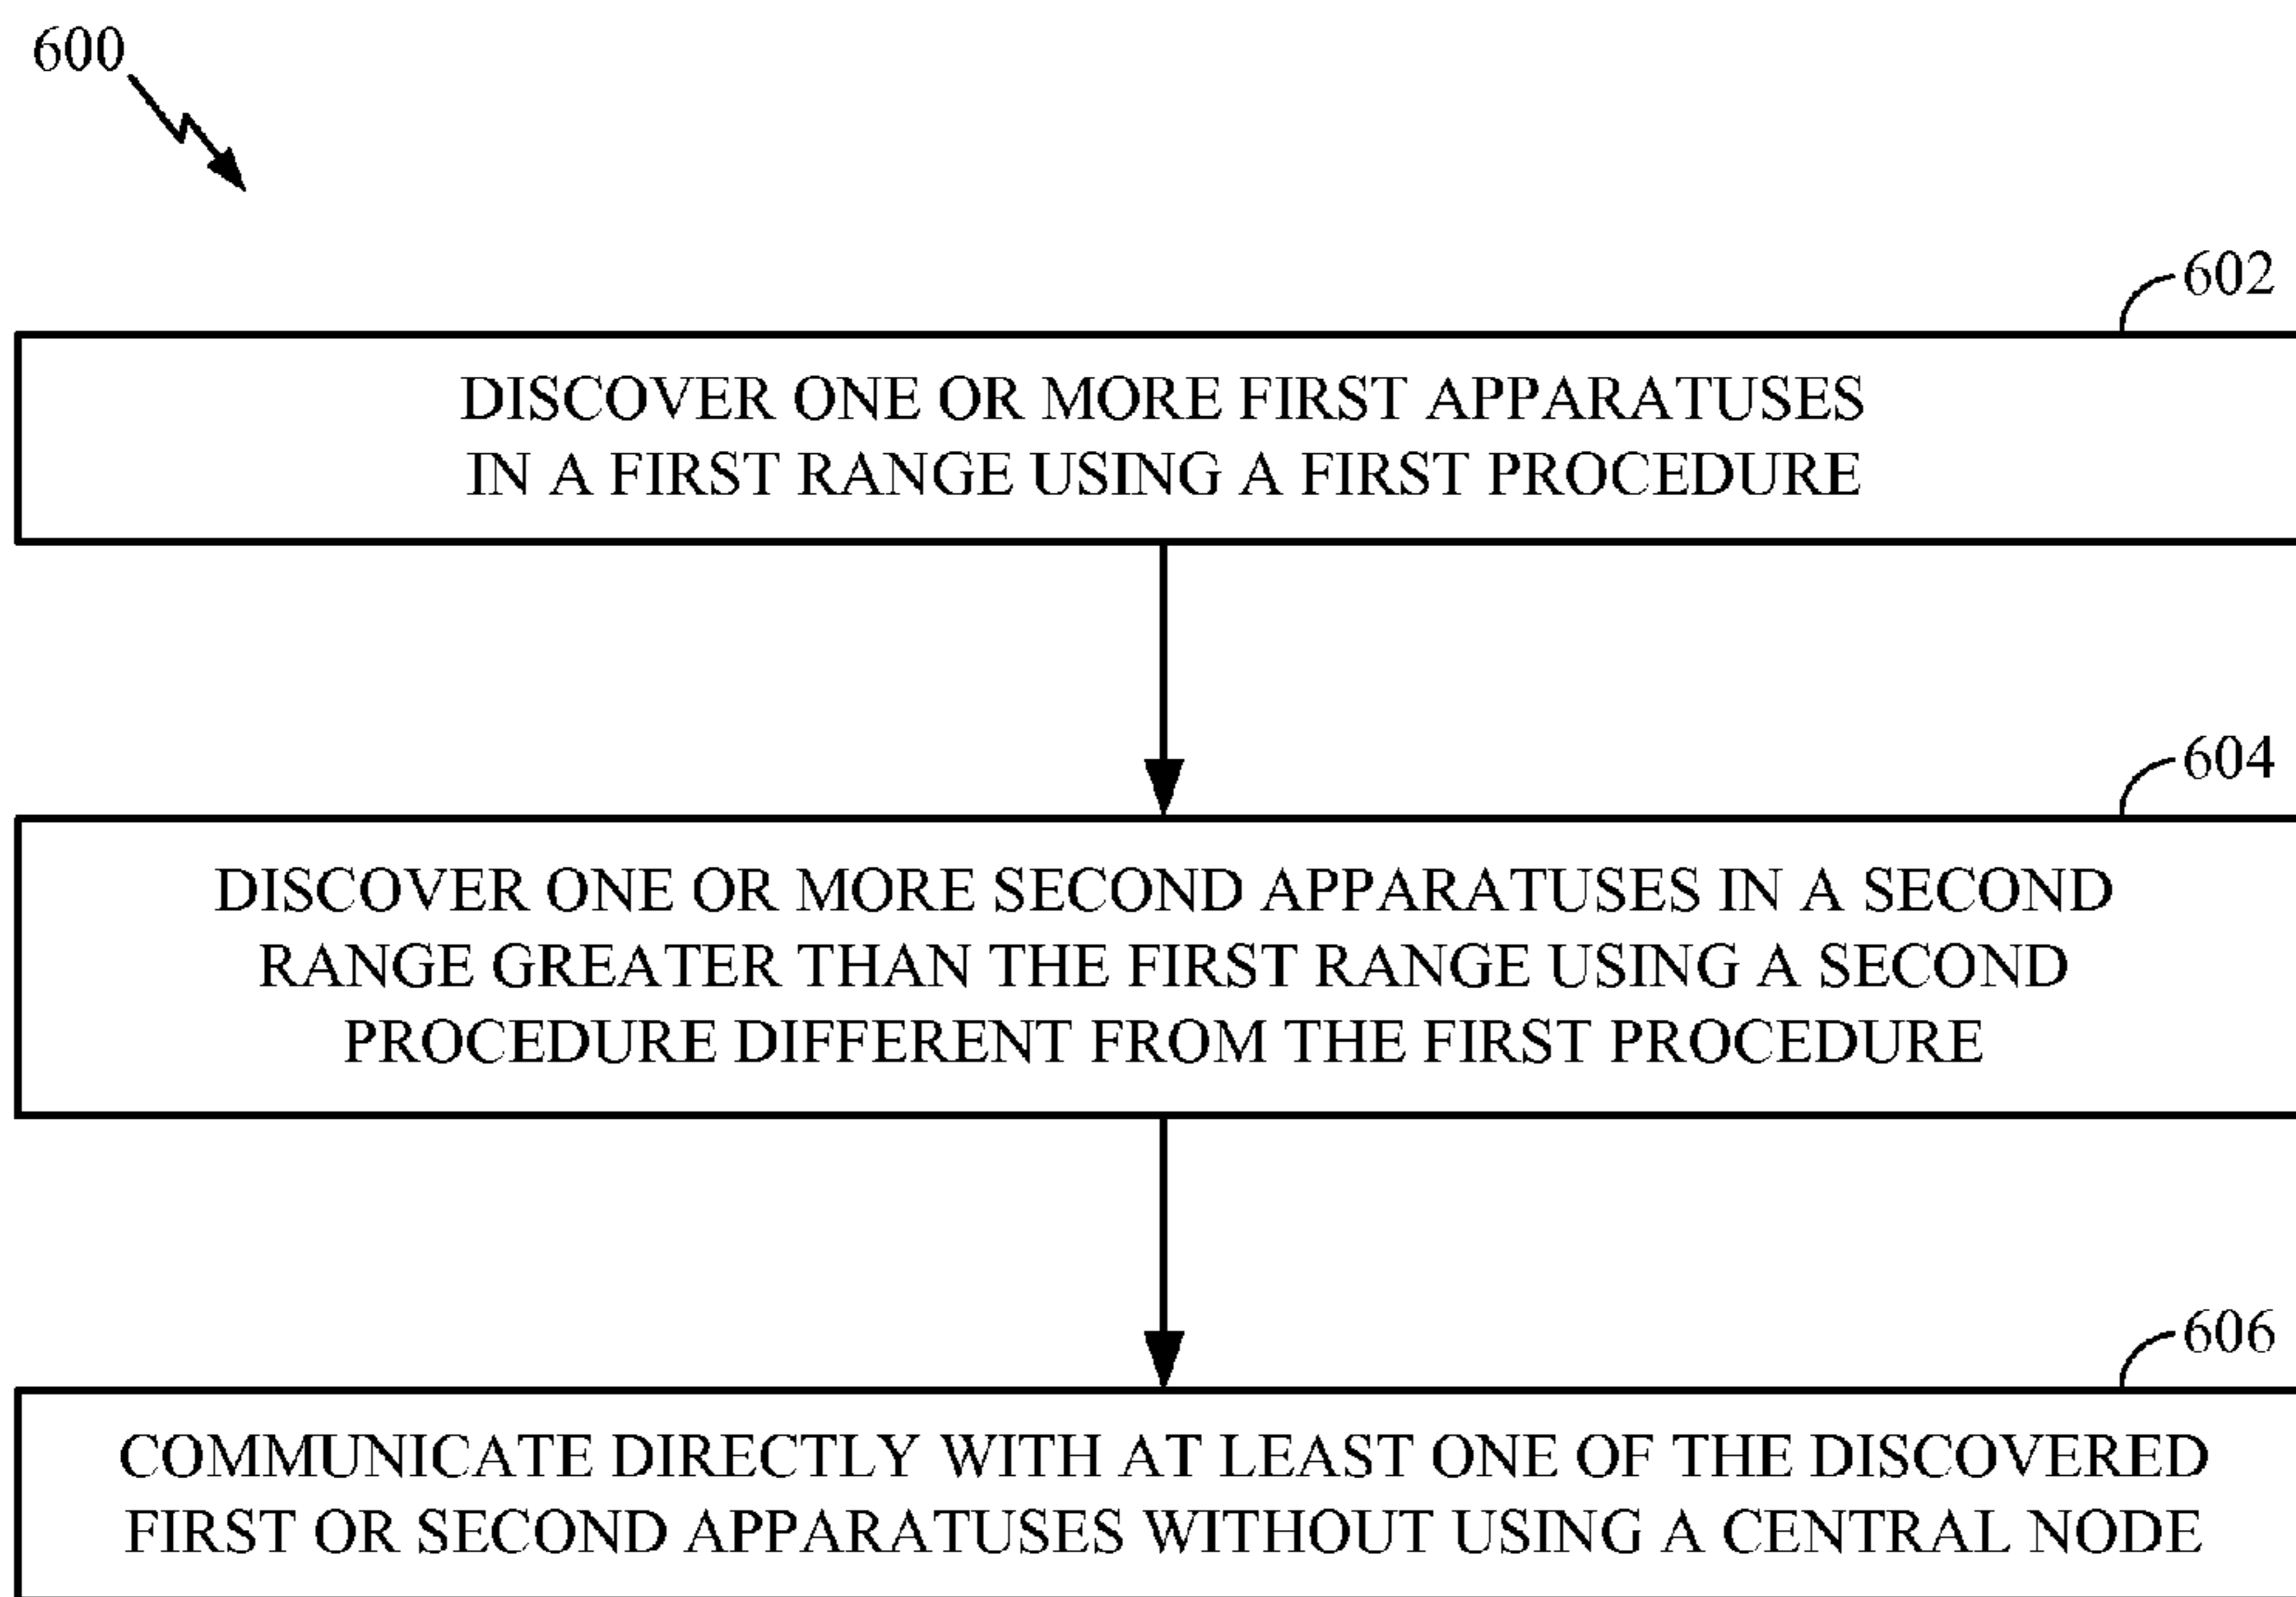 600
602
DISCOVER ONE OR MORE FIRST APPARATUSES
IN A FIRST RANGE USING A FIRST PROCEDURE
604
DISCOVER ONE OR MORE SECOND APPARATUSES IN A SECOND
RANGE GREATER THAN THE FIRST RANGE USING A SECOND
PROCEDURE DIFFERENT FROM THE FIRST PROCEDURE
606
COMMUNICATE DIRECTLY WITH AT LEAST ONE OF THE DISCOVERED
FIRST OR SECOND APPARATUSES WITHOUT USING A CENTRAL NODE